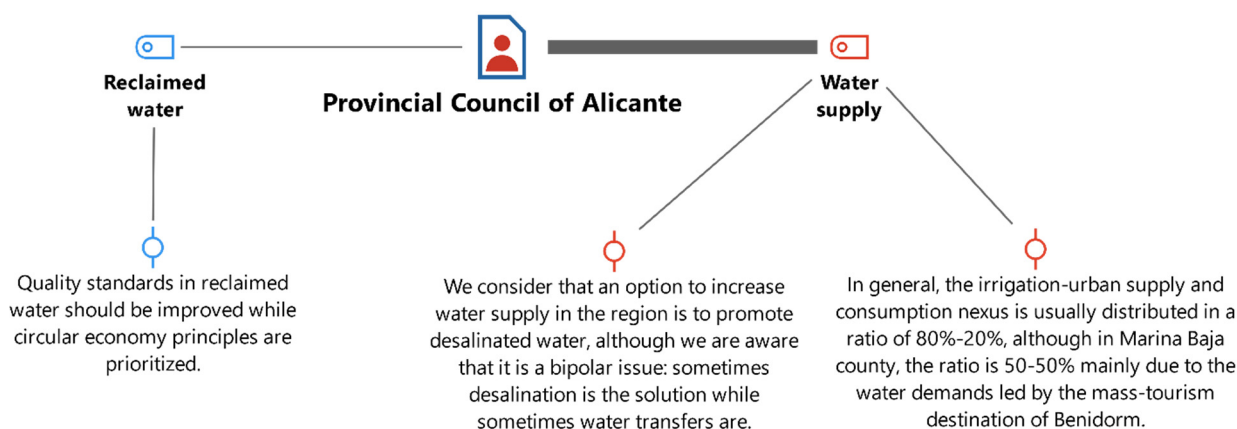 Reclaimed
water
Provincial Council of Alicante
Water
supply
Quality standards in reclaimed
water should be improved while
circular economy principles are
prioritized.
We consider that an option to increase
water supply in the region is to promote
desalinated water, although we are aware
that it is a bipolar issue: sometimes
desalination is the solution while
sometimes water transfers are.
In general, the irrigation-urban supply and
consumption nexus is usually distributed in a
ratio of 80%-20%, although in Marina Baja
county, the ratio is 50-50% mainly due to the
water demands led by the mass-tourism
destination of Benidorm.